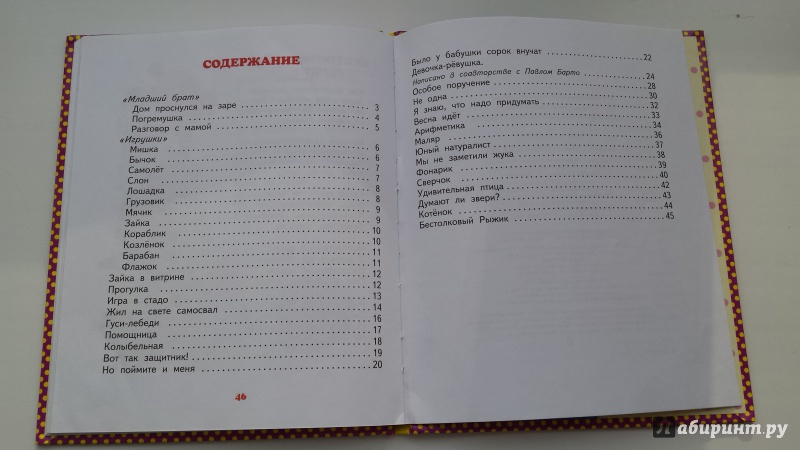 СОДЕРЖАНИЕ
«Младший брат»
Дом проснулся на заре 3
Погремушка 4
Разговор с мамой 5
«Игрушки»
Мишка 6
Бычок 6
Самолёт 7
Слон 7
Лошадка 8
Грузовик 8
Мячик 9
Зайка 9
Кораблик 10
Козлёнок 10
Барабан 11
Флажок 11
Зайка в витрине 12
Прогулка 12
Игра в стадо 13
Жил на свете самосвал 14
Гуси-лебеди 16
Помощница 17
Колыбельная 18
Вот так защитник! 19
Но поймите и меня 20
46
Было у бабушки сорок внучат 22
Девочка-рёвушка.
Написано в соавторстве с Павлом Барто 24
Особое поручение 28
Не одна 30
Я знаю, что надо придумать 32
Весна идёт 33
Арифметика 34
Маляр 36
Юный натуралист 37
Мы не заметили жука 38
Фонарик 39
Сверчок 40
Удивительная птица 42
Думают ли звери? 43
Котёнок 44
Бестолковый Рыжик 45
Лабиринт.ру